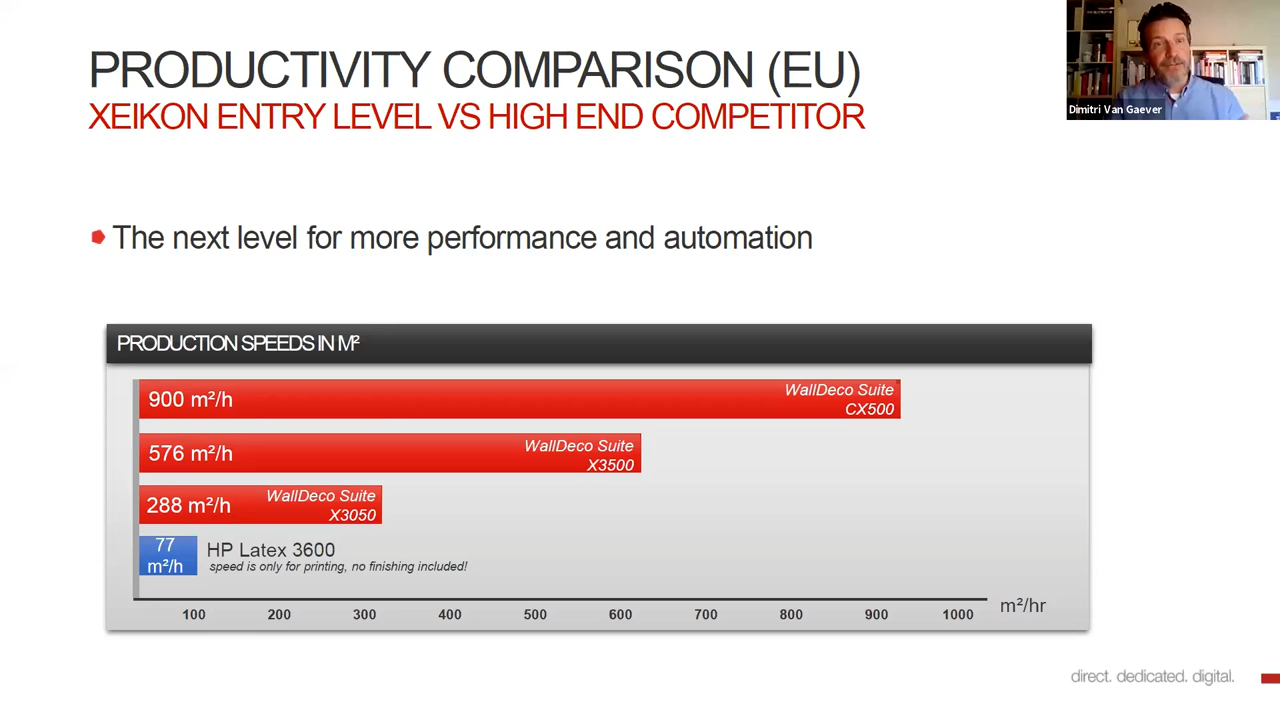 PRODUCTIVITY COMPARISON (EU)
XEIKON ENTRY LEVEL VS HIGH END COMPETITOR
Dimitri Van Gaever
The next level for more performance and automation
PRODUCTION SPEEDS IN M²
900 m²/h
WallDeco Suite
CX500
576 m²/h
WallDeco Suite
X3500
288 m²/h
WallDeco Suite
X3050
77
m²/h
HP Latex 3600
speed is only for printing, no finishing included!
100 200 300 400 500 600 700 800 900 1000
m²/hr
direct. dedicated. digital.